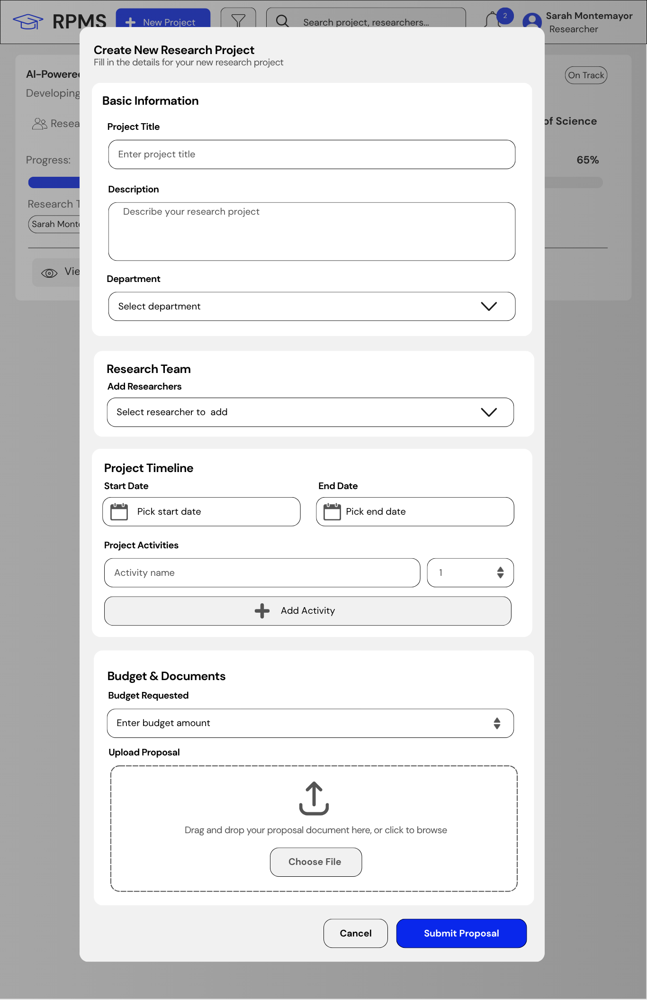 RPMS
New Project
Search project, researchers...
2
Sarah Montemayor
Researcher
Create New Research Project
Fill in the details for your new research project
AI-Powered
Developing
On Track
Basic Information
Project Title
of Science
Enter project title
Progress:
65%
Description
Research
Describe your research project
Sarah
Department
Select department
Research Team
Add Researchers
Select researcher to add
Project Timeline
Start Date
End Date
Pick start date
Pick end date
Project Activities
Activity name
1
Add Activity
Budget & Documents
Budget Requested
Enter budget amount
Upload Proposal
Drag and drop your proposal document here, or click to browse
Choose File
Cancel
Submit Proposal